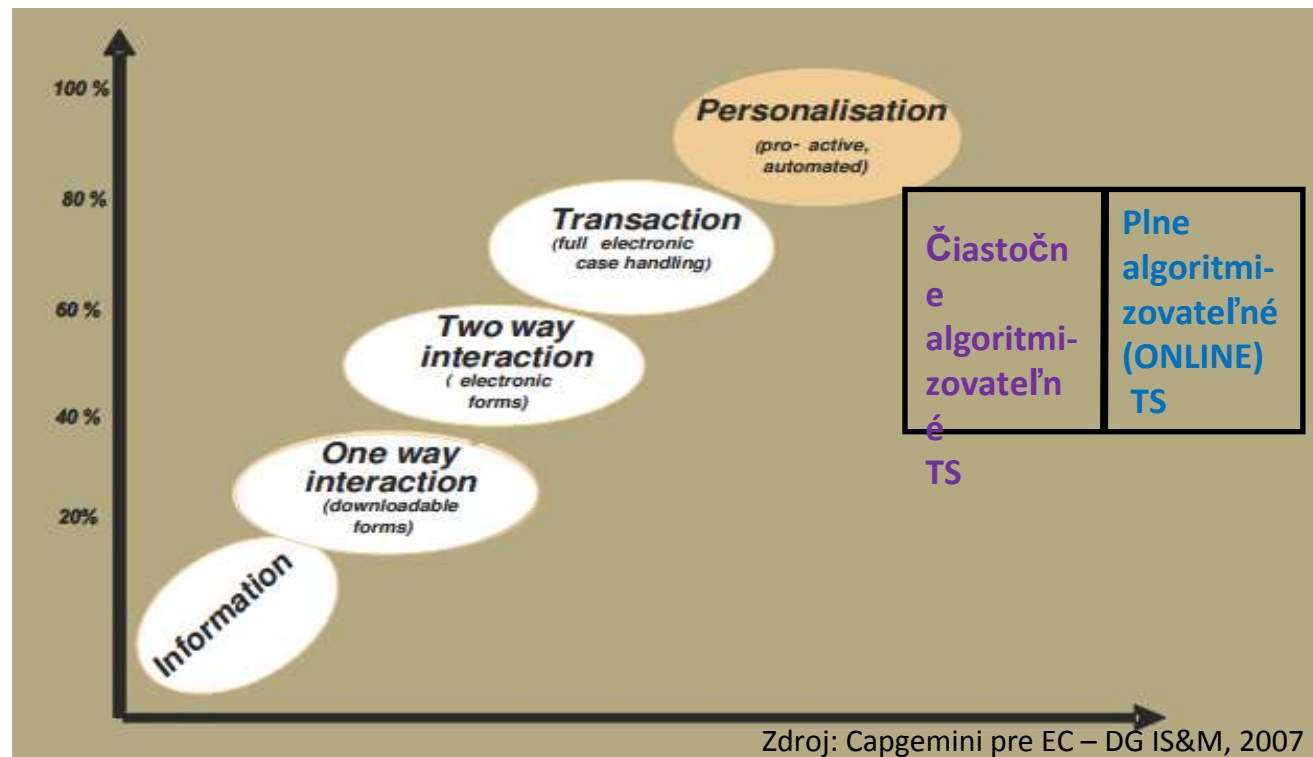 100 %
Personalisation
(pro- active,
automated)
80 %
Transaction
(full electronic
case handling)
Čiastočn
e
algoritmi-
zovateľn
é
TS
Plne
algoritmi-
zovateľné
(ONLINE)
TS
60 %
Two way
interaction
( electronic
forms)
40 %
One way
interaction
(downloadable
forms)
20%
Information
Zdroj: Capgemini pre EC – DG IS&M, 2007